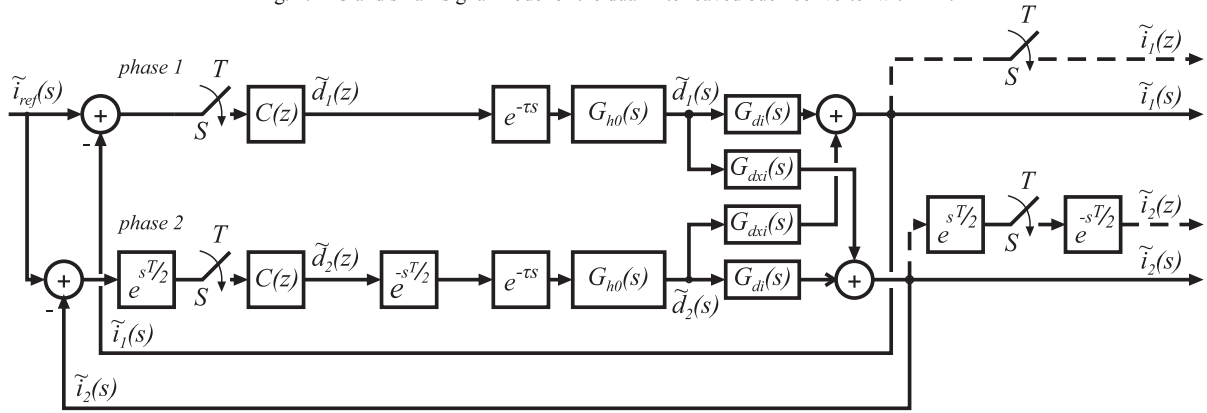 phase 1
T
ĩ_ref(s)
+
-
S
C(z)
d̃_1(z)
e^-τs
G_h0(s)
d̃_1(s)
G_di(s)
+
T
S
ĩ_1(z)
ĩ_1(s)
G_dxi(s)
phase 2
T
+
-
e^sT/2
S
C(z)
d̃_2(z)
e^-sT/2
e^-τs
G_h0(s)
d̃_2(s)
G_dxi(s)
G_di(s)
+
e^sT/2
T
S
e^-sT/2
ĩ_2(z)
ĩ_2(s)
ĩ_1(s)
ĩ_2(s)